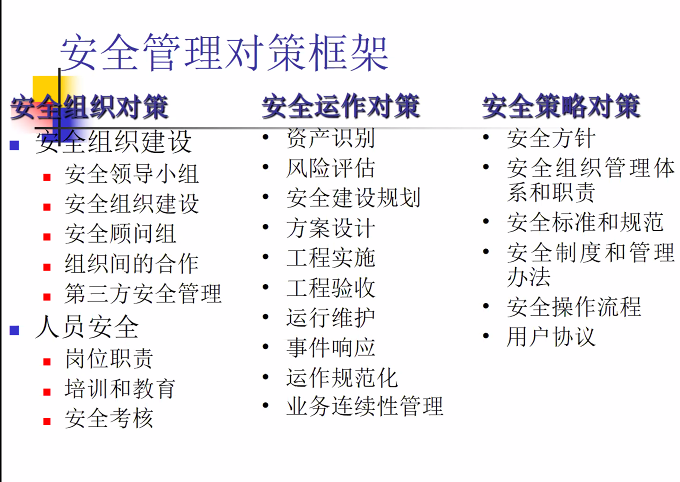 安全管理对策框架
安全组织对策
安全组织建设
安全领导小组
安全组织建设
安全顾问组
组织间的合作
第三方安全管理
人员安全
岗位职责
培训和教育
安全考核
安全运作对策
资产识别
风险评估
安全建设规划
方案设计
工程实施
工程验收
运行维护
事件响应
运作规范化
业务连续性管理
安全策略对策
安全方针
安全组织管理体
系和职责
安全标准和规范
安全制度和管理
办法
安全操作流程
用户协议